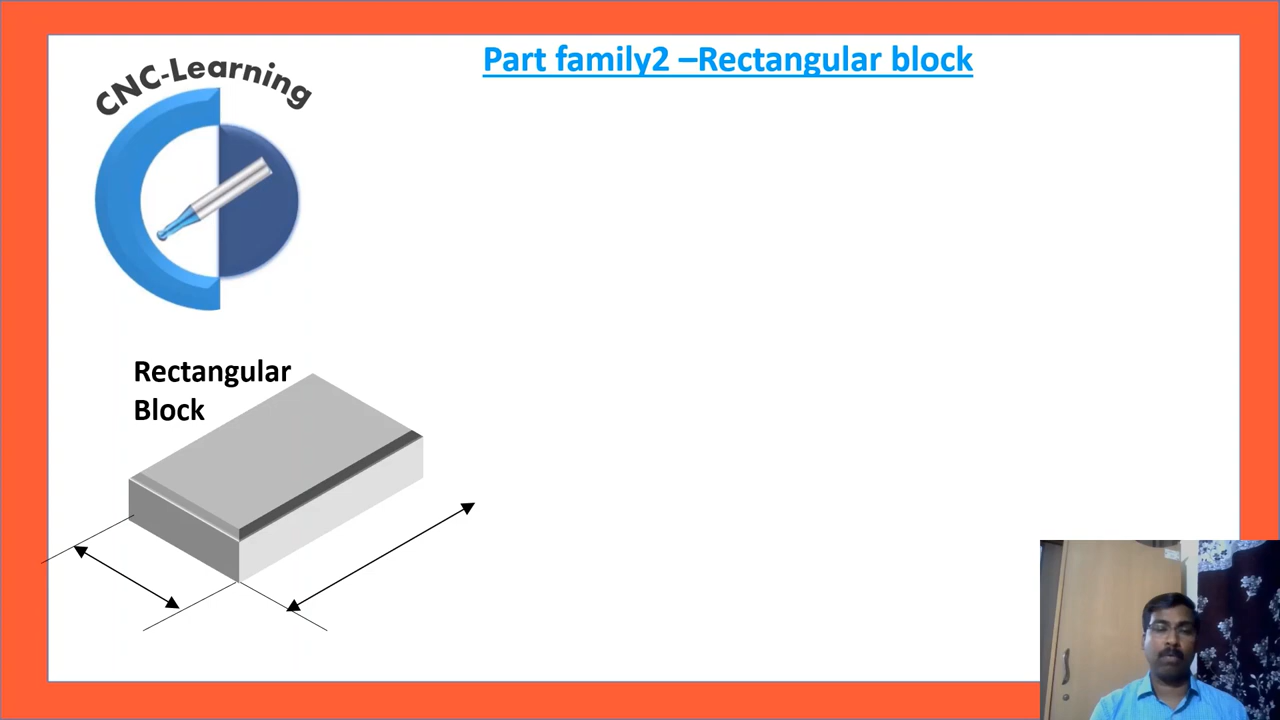 Part family2 –Rectangular block
CNC-Learning
Rectangular
Block